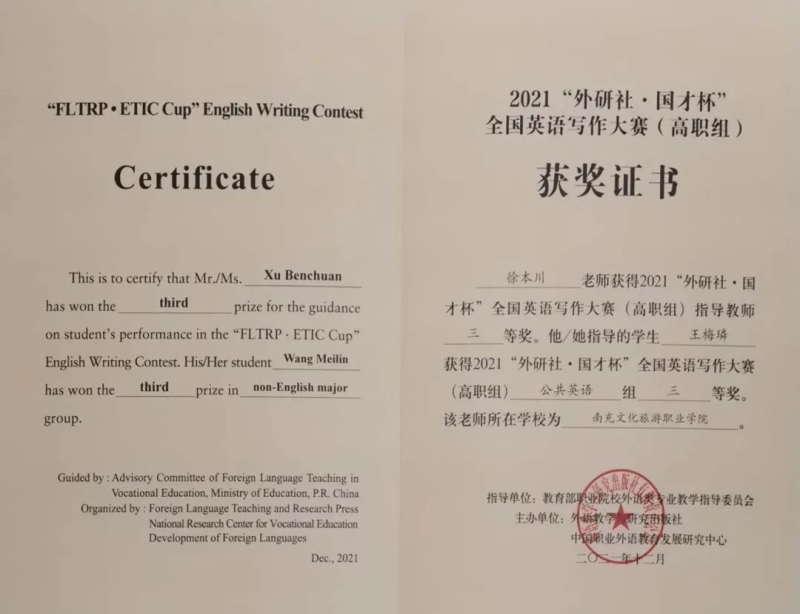 “FLTRP·ETIC Cup” English Writing Contest
Certificate
This is to certify that Mr./Ms. Xu Benchuan
has won the third prize for the guidance
on student's performance in the “FLTRP·ETIC Cup”
English Writing Contest. His/Her student Wang Meilin
has won the third prize in non-English major
group.
Guided by : Advisory Committee of Foreign Language Teaching in
Vocational Education, Ministry of Education, P.R. China
Organized by : Foreign Language Teaching and Research Press
National Research Center for Vocational Education
Development of Foreign Languages
Dec., 2021
2021“外研社·国才杯”
全国英语写作大赛（高职组）
获奖证书
徐本川 老师获得2021“外研社·国
才杯”全国英语写作大赛（高职组）指导教师
三 等奖。他/她指导的学生 王梅璘
获得2021“外研社·国才杯”全国英语写作大赛
（高职组） 公共英语 组 三 等奖。
该老师所在学校为 南充文化旅游职业学院 。
指导单位：教育部职业院校外语类专业教学指导委员会
主办单位：外语教学与研究出版社
中国职业外语教育发展研究中心
二〇二一年十二月